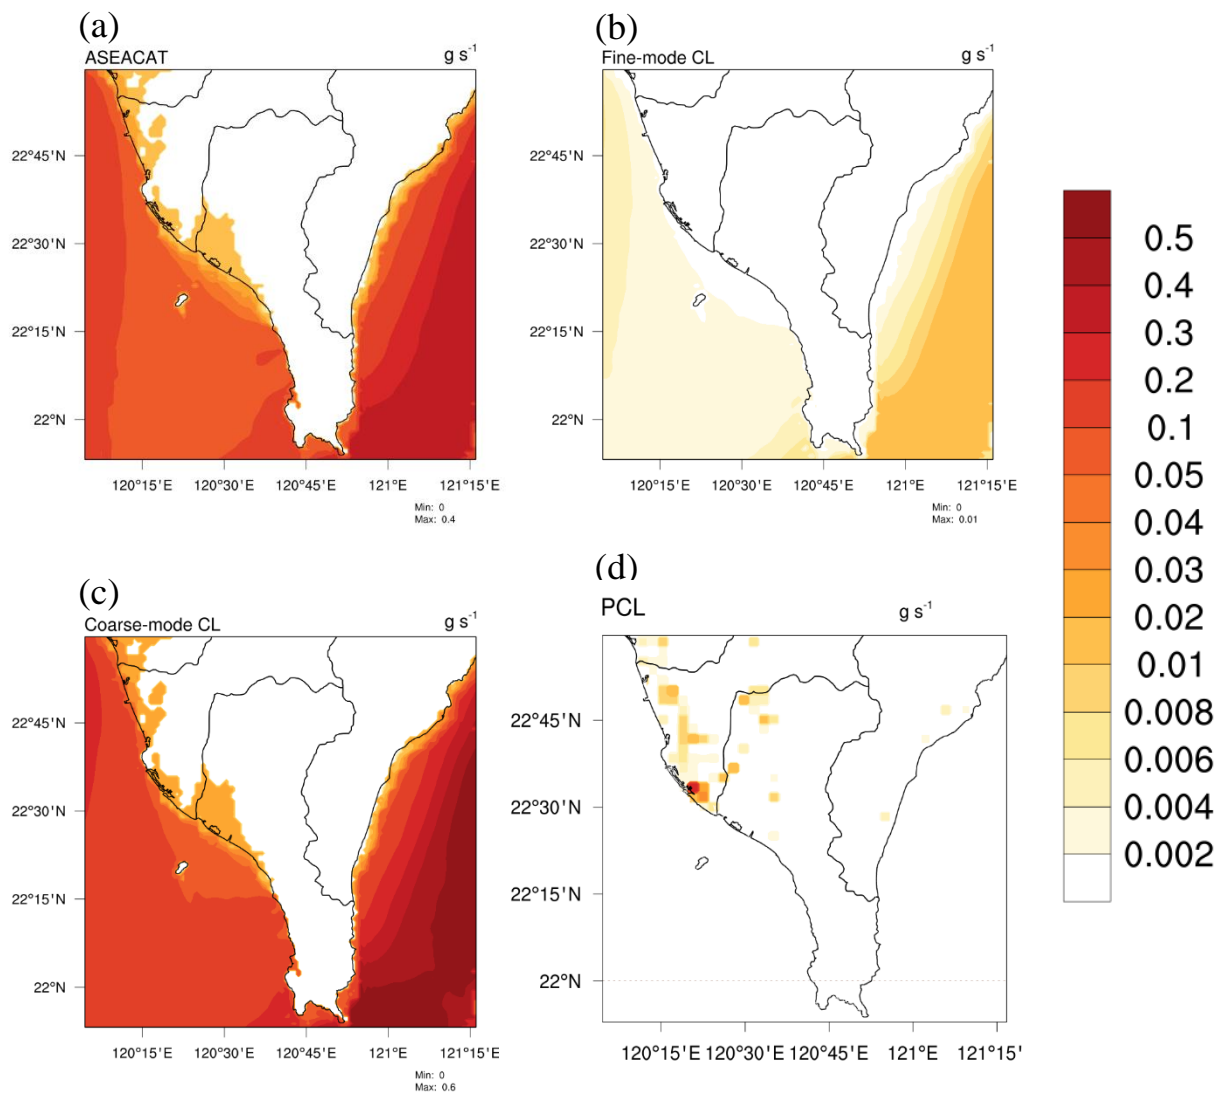 (a)
ASEACAT g s-1
22°45'N
22°30'N
22°15'N
22°N
120°15'E 120°30'E 120°45'E 121°E 121°15'E
Min: 0
Max: 0.4
(b)
Fine-mode CL g s-1
22°45'N
22°30'N
22°15'N
22°N
120°15'E 120°30'E 120°45'E 121°E 121°15'E
Min: 0
Max: 0.01
(c)
Coarse-mode CL g s-1
22°45'N
22°30'N
22°15'N
22°N
120°15'E 120°30'E 120°45'E 121°E 121°15'E
Min: 0
Max: 0.6
(d)
PCL g s-1
22°45'N
22°30'N
22°15'N
22°N
120°15'E 120°30'E 120°45'E 121°E 121°15'
0.5
0.4
0.3
0.2
0.1
0.05
0.04
0.03
0.02
0.01
0.008
0.006
0.004
0.002